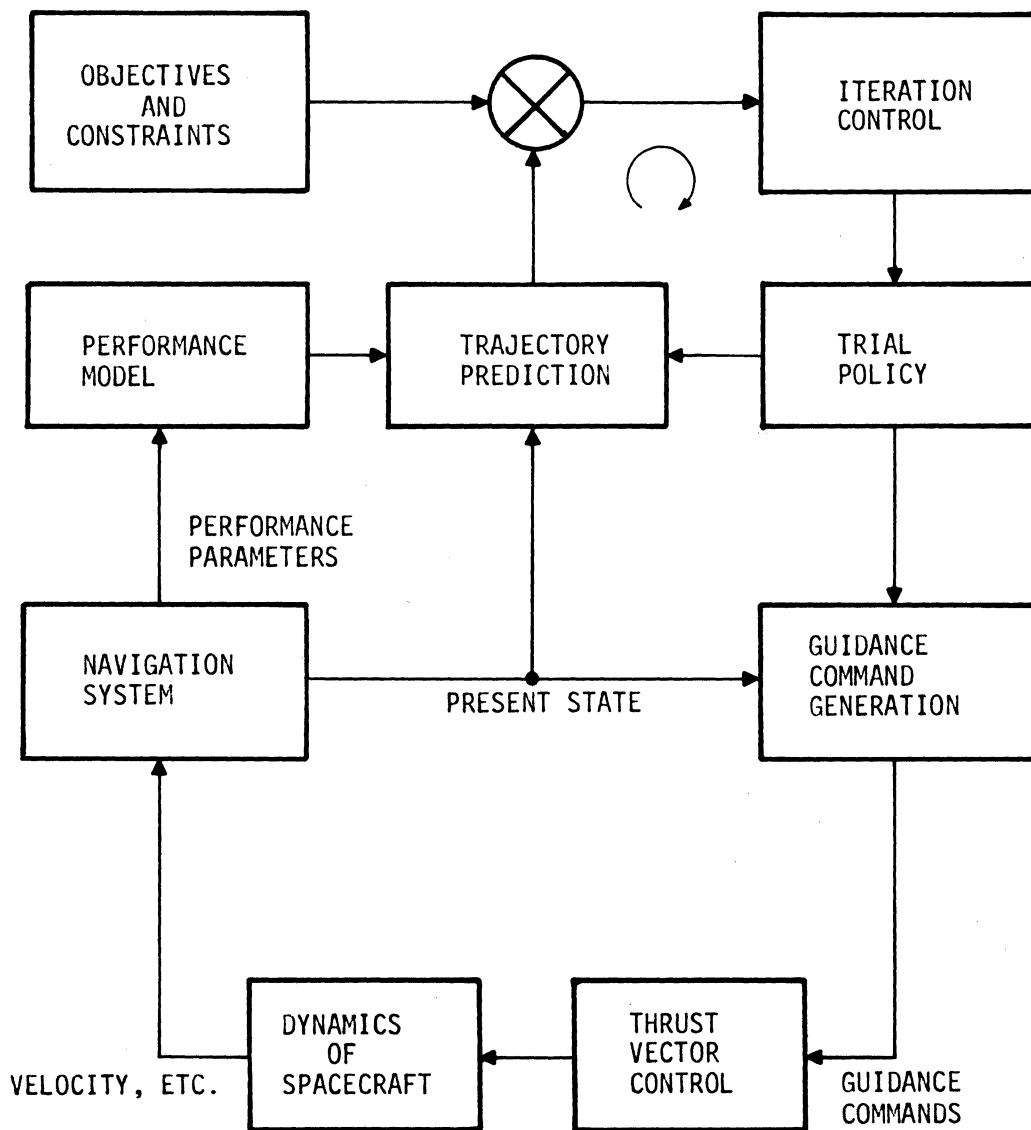 OBJECTIVES
AND
CONSTRAINTS
ITERATION
CONTROL
PERFORMANCE
MODEL
TRAJECTORY
PREDICTION
TRIAL
POLICY
PERFORMANCE
PARAMETERS
NAVIGATION
SYSTEM
PRESENT STATE
GUIDANCE
COMMAND
GENERATION
VELOCITY, ETC.
DYNAMICS
OF
SPACECRAFT
THRUST
VECTOR
CONTROL
GUIDANCE
COMMANDS